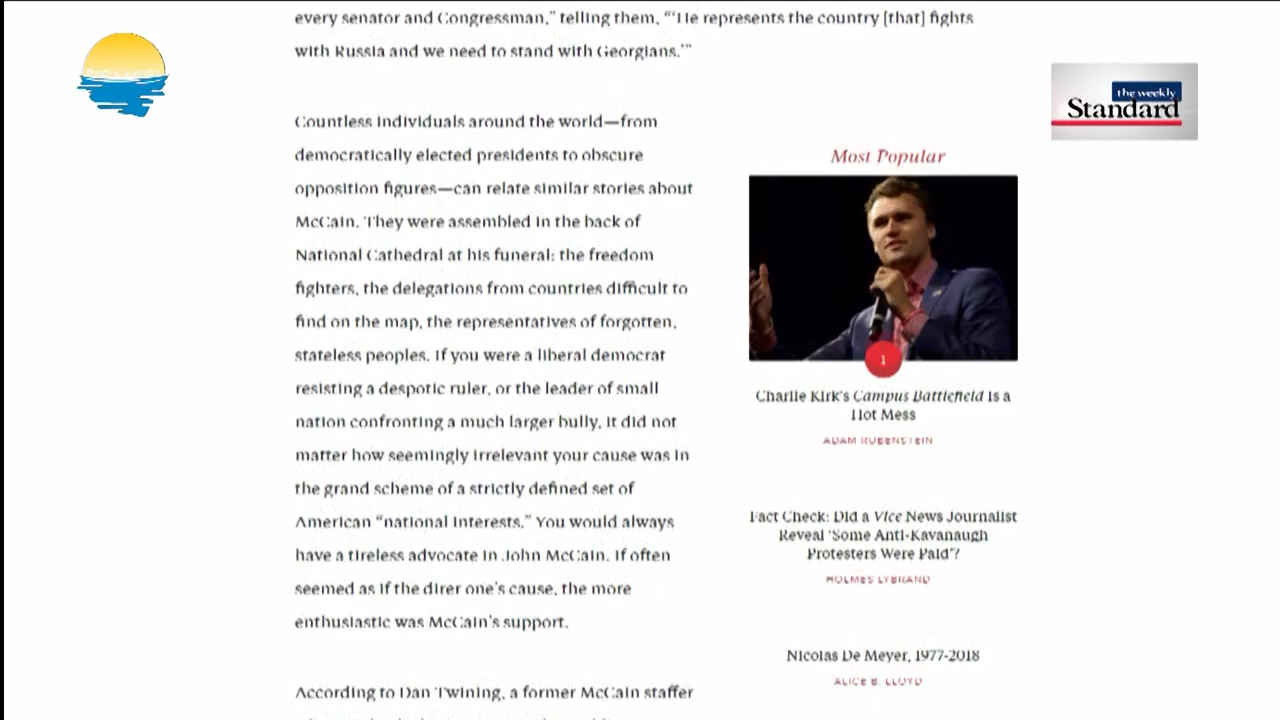 every senator and Congressman,” telling them, “‘He represents the country [that] fights
with Russia and we need to stand with Georgians.’”
Countless individuals around the world—from
democratically elected presidents to obscure
opposition figures—can relate similar stories about
McCain. They were assembled in the back of
National Cathedral at his funeral: the freedom
fighters, the delegations from countries difficult to
find on the map, the representatives of forgotten,
stateless peoples. If you were a liberal democrat
resisting a despotic ruler, or the leader of small
nation confronting a much larger bully, it did not
matter how seemingly irrelevant your cause was in
the grand scheme of a strictly defined set of
American “national interests.” You would always
have a tireless advocate in John McCain. If often
seemed as if the direr one’s cause, the more
enthusiastic was McCain’s support.
According to Dan Twining, a former McCain staffer
the weekly
Standard
Most Popular
1
Charlie Kirk’s Campus Battlefield Is a
Hot Mess
ADAM RUBENSTEIN
Fact Check: Did a Vice News Journalist
Reveal ‘Some Anti-Kavanaugh
Protesters Were Paid’?
HOLMES LYBRAND
Nicolas De Meyer, 1977-2018
ALICE B. LLOYD